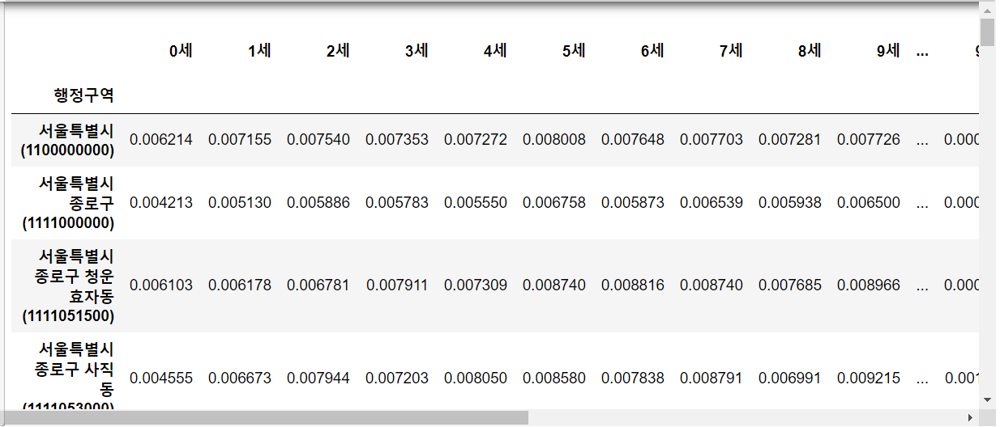 0세 1세 2세 3세 4세 5세 6세 7세 8세 9세 ...
행정구역
서울특별시
(1100000000) 0.006214 0.007155 0.007540 0.007353 0.007272 0.008008 0.007648 0.007703 0.007281 0.007726 ... 0.000
서울특별시
종로구
(1111000000) 0.004213 0.005130 0.005886 0.005783 0.005550 0.006758 0.005873 0.006539 0.005938 0.006500 ... 0.000
서울특별시
종로구 청운
효자동
(1111051500) 0.006103 0.006178 0.006781 0.007911 0.007309 0.008740 0.008816 0.008740 0.007685 0.008966 ... 0.000
서울특별시
종로구 사직
동
(1111053000) 0.004555 0.006673 0.007944 0.007203 0.008050 0.008580 0.007838 0.008791 0.006991 0.009215 ... 0.001